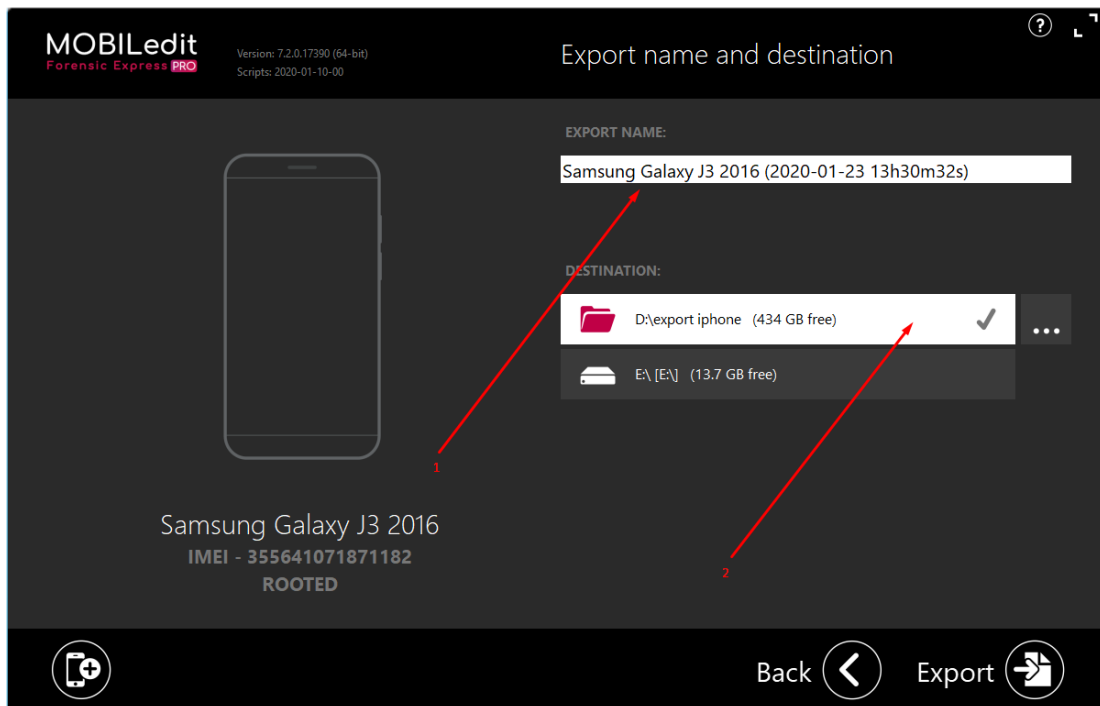 MOBILedit
Forensic Express PRO
Version: 7.2.0.17390 (64-bit)
Scripts: 2020-01-10-00
Export name and destination
?
EXPORT NAME:
Samsung Galaxy J3 2016 (2020-01-23 13h30m32s)
DESTINATION:
D:\export iphone (434 GB free)
...
E:\ [E:\] (13.7 GB free)
1
2
Samsung Galaxy J3 2016
IMEI - 355641071871182
ROOTED
Back
Export